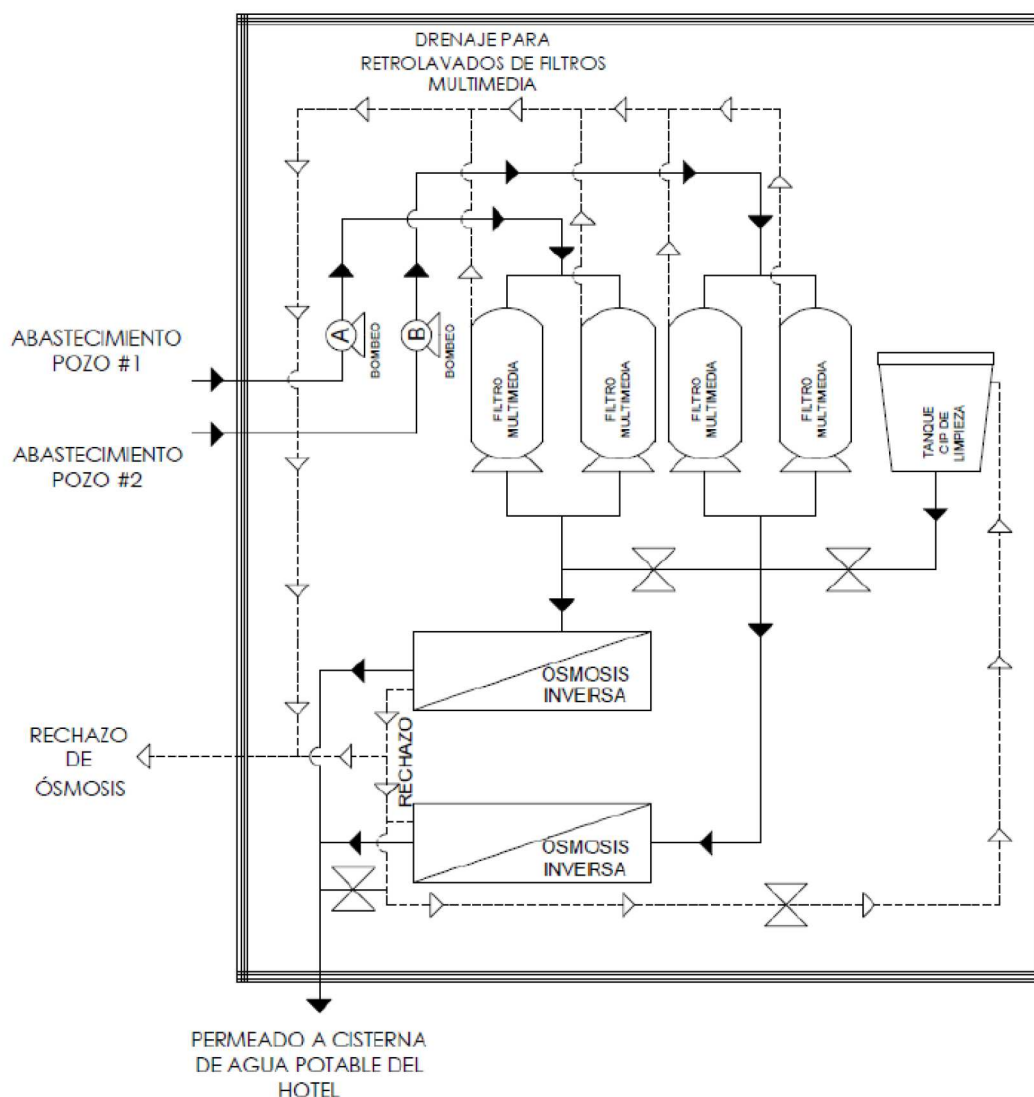 DRENAJE PARA
RETROLAVADOS DE FILTROS
MULTIMEDIA
ABASTECIMIENTO
POZO #1
A
BOMBEO
B
BOMBEO
ABASTECIMIENTO
POZO #2
FILTRO
MULTIMEDIA
FILTRO
MULTIMEDIA
FILTRO
MULTIMEDIA
FILTRO
MULTIMEDIA
TANQUE
CIP DE
LIMPIEZA
ÓSMOSIS
INVERSA
RECHAZO
RECHAZO
DE
ÓSMOSIS
ÓSMOSIS
INVERSA
PERMEADO A CISTERNA
DE AGUA POTABLE DEL
HOTEL